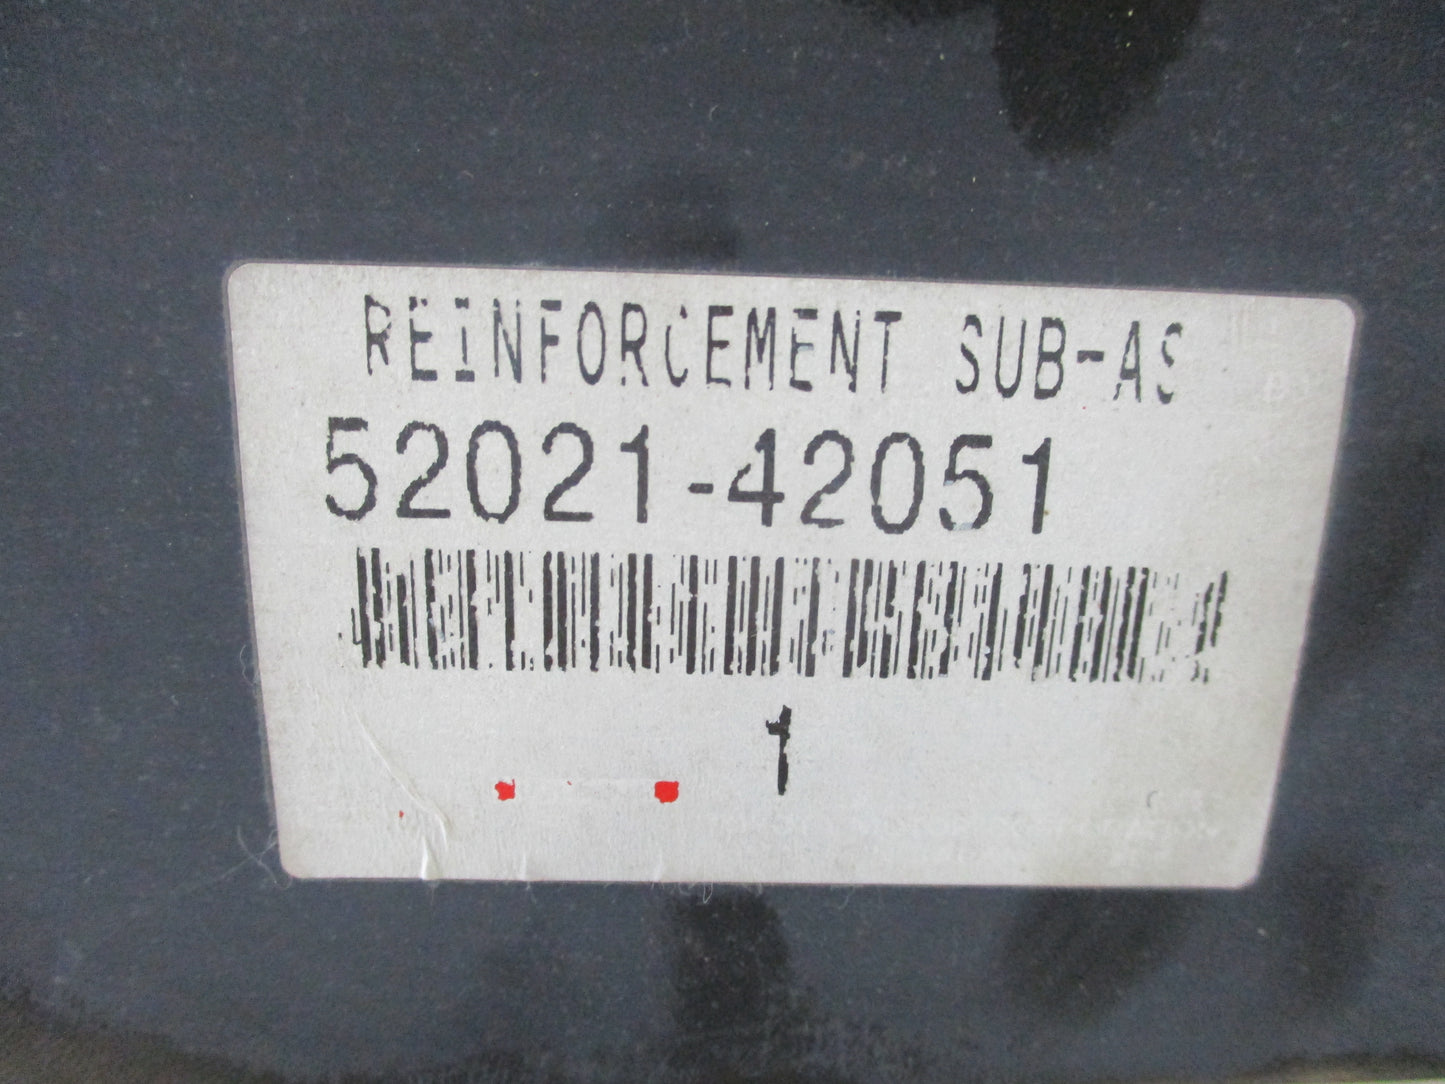 REINFORCEMENT SUB-AS
52021-42051
1